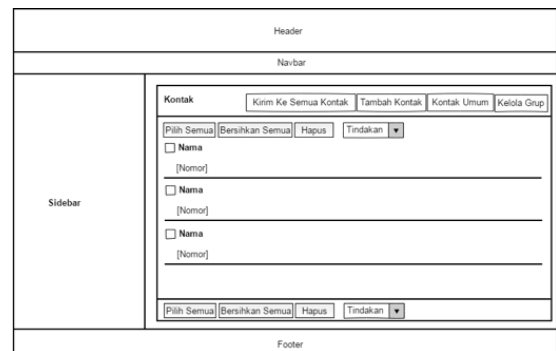 Header
Navbar
Sidebar
Kontak Kirim Ke Semua Kontak Tambah Kontak Kontak Umum Kelola Grup
Pilih Semua Bersihkan Semua Hapus Tindakan
Nama
[Nomor]
Nama
[Nomor]
Nama
[Nomor]
Pilih Semua Bersihkan Semua Hapus Tindakan
Footer